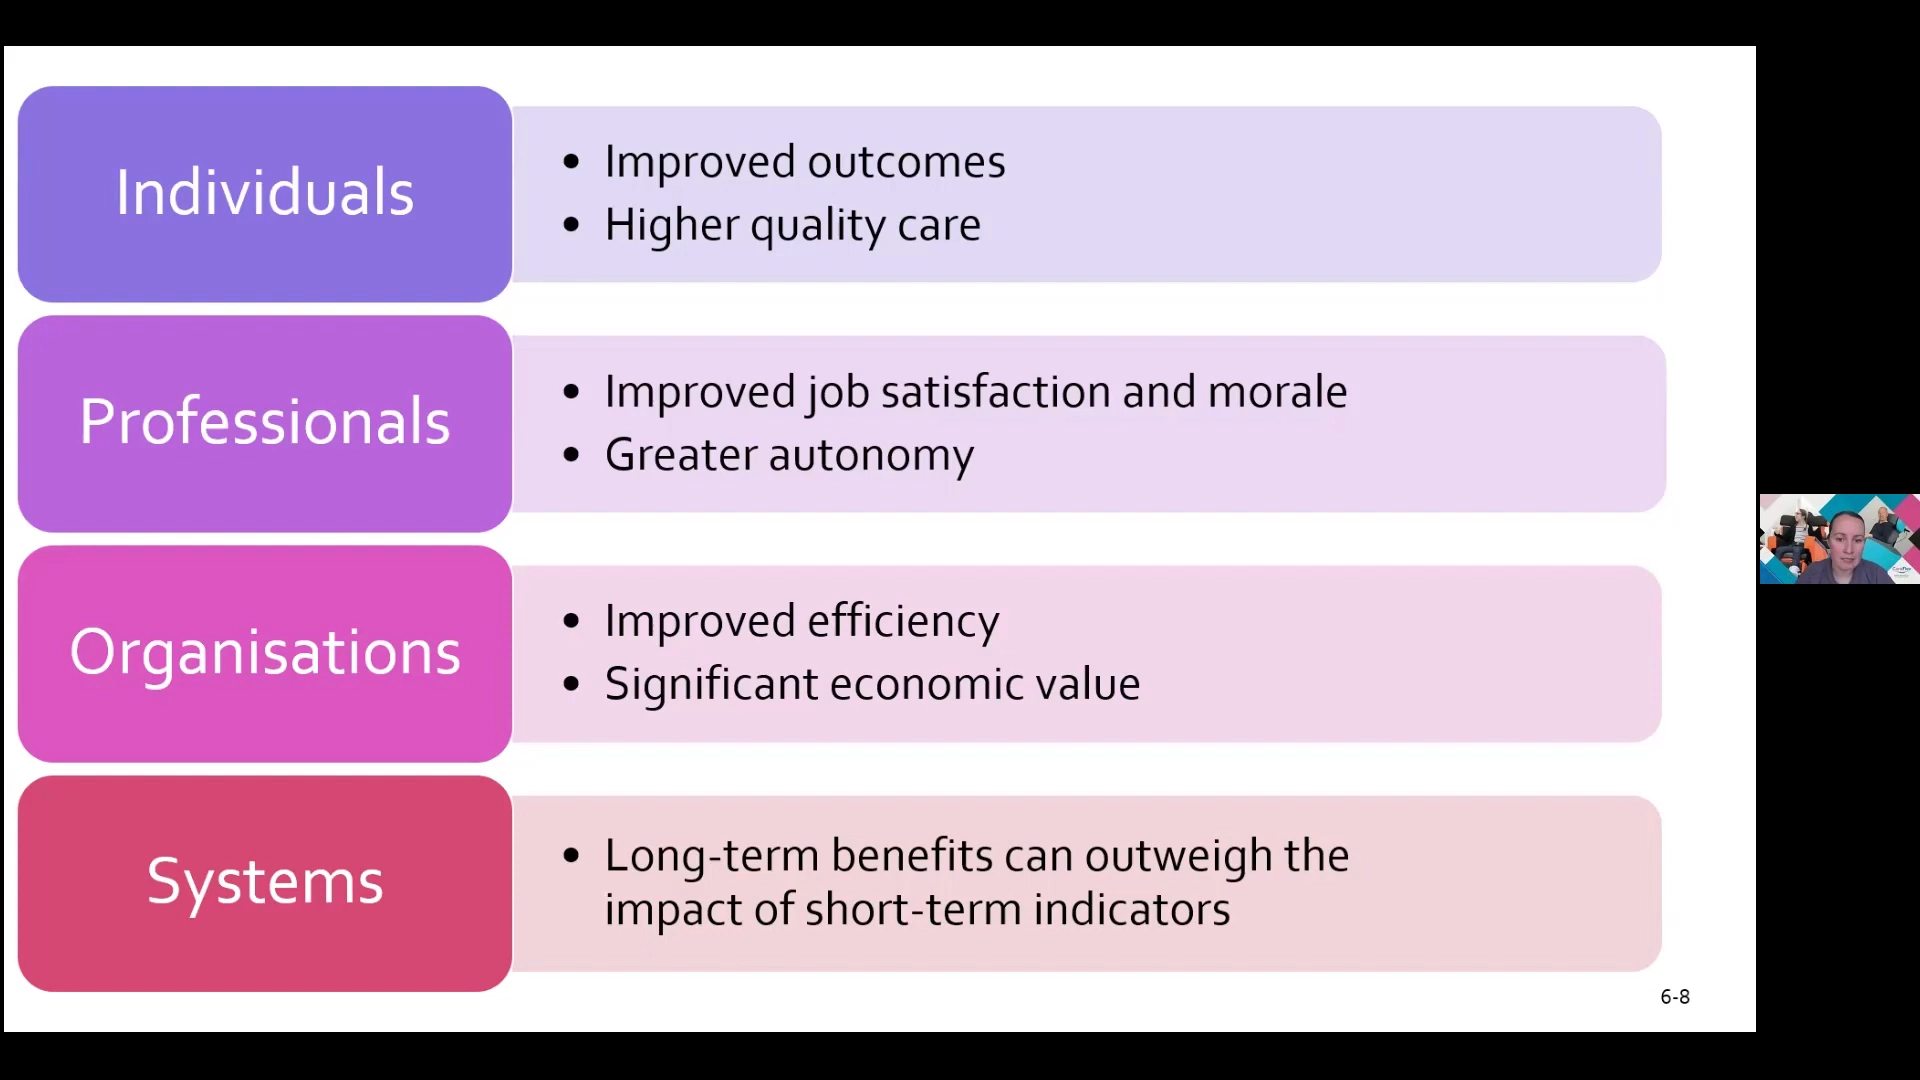 Individuals
• Improved outcomes
• Higher quality care
Professionals
• Improved job satisfaction and morale
• Greater autonomy
Organisations
• Improved efficiency
• Significant economic value
Systems
• Long-term benefits can outweigh the
impact of short-term indicators
6-8